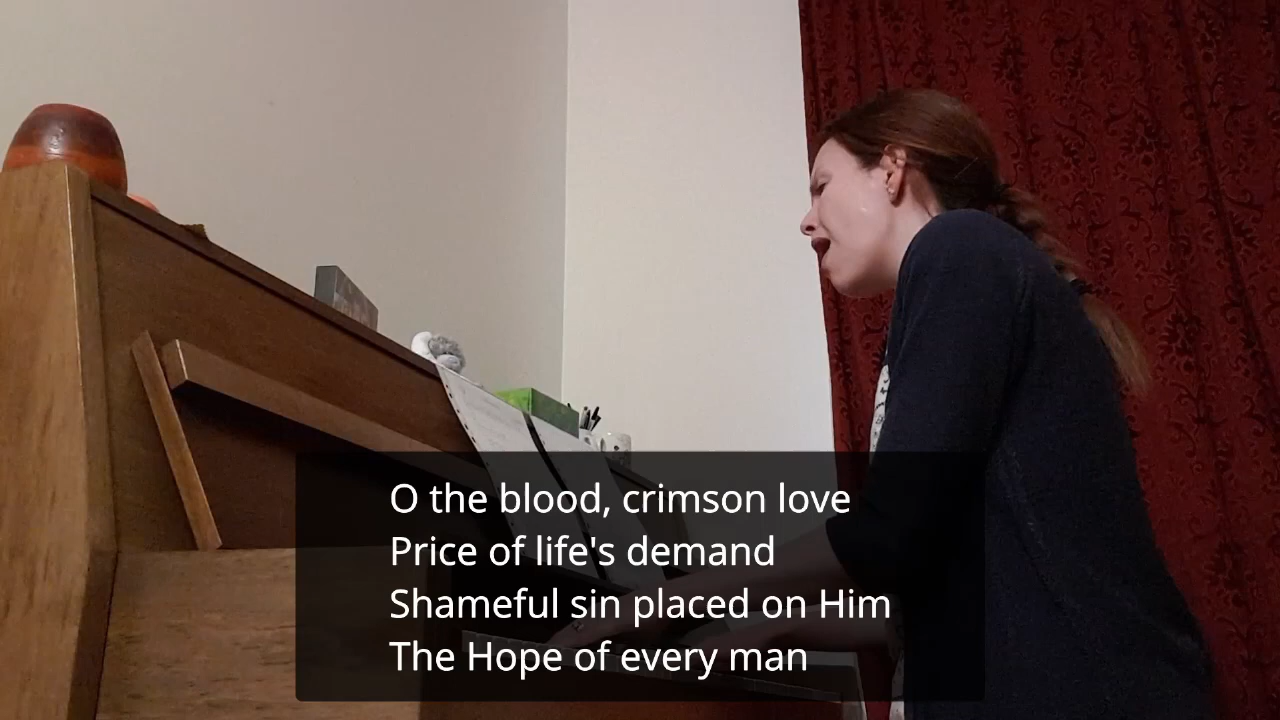 O the blood, crimson love
Price of life's demand
Shameful sin placed on Him
The Hope of every man